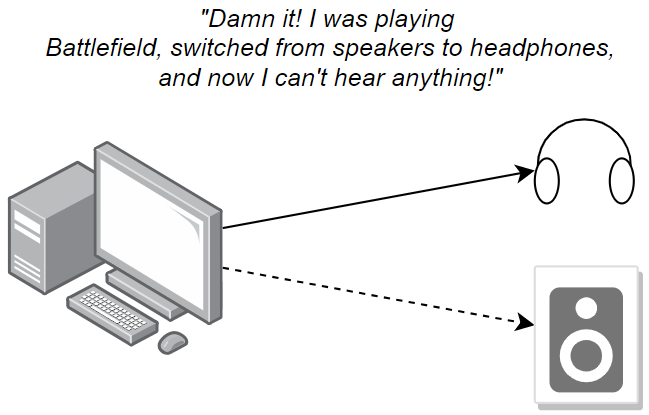 "Damn it! I was playing
Battlefield, switched from speakers to headphones,
and now I can't hear anything!"